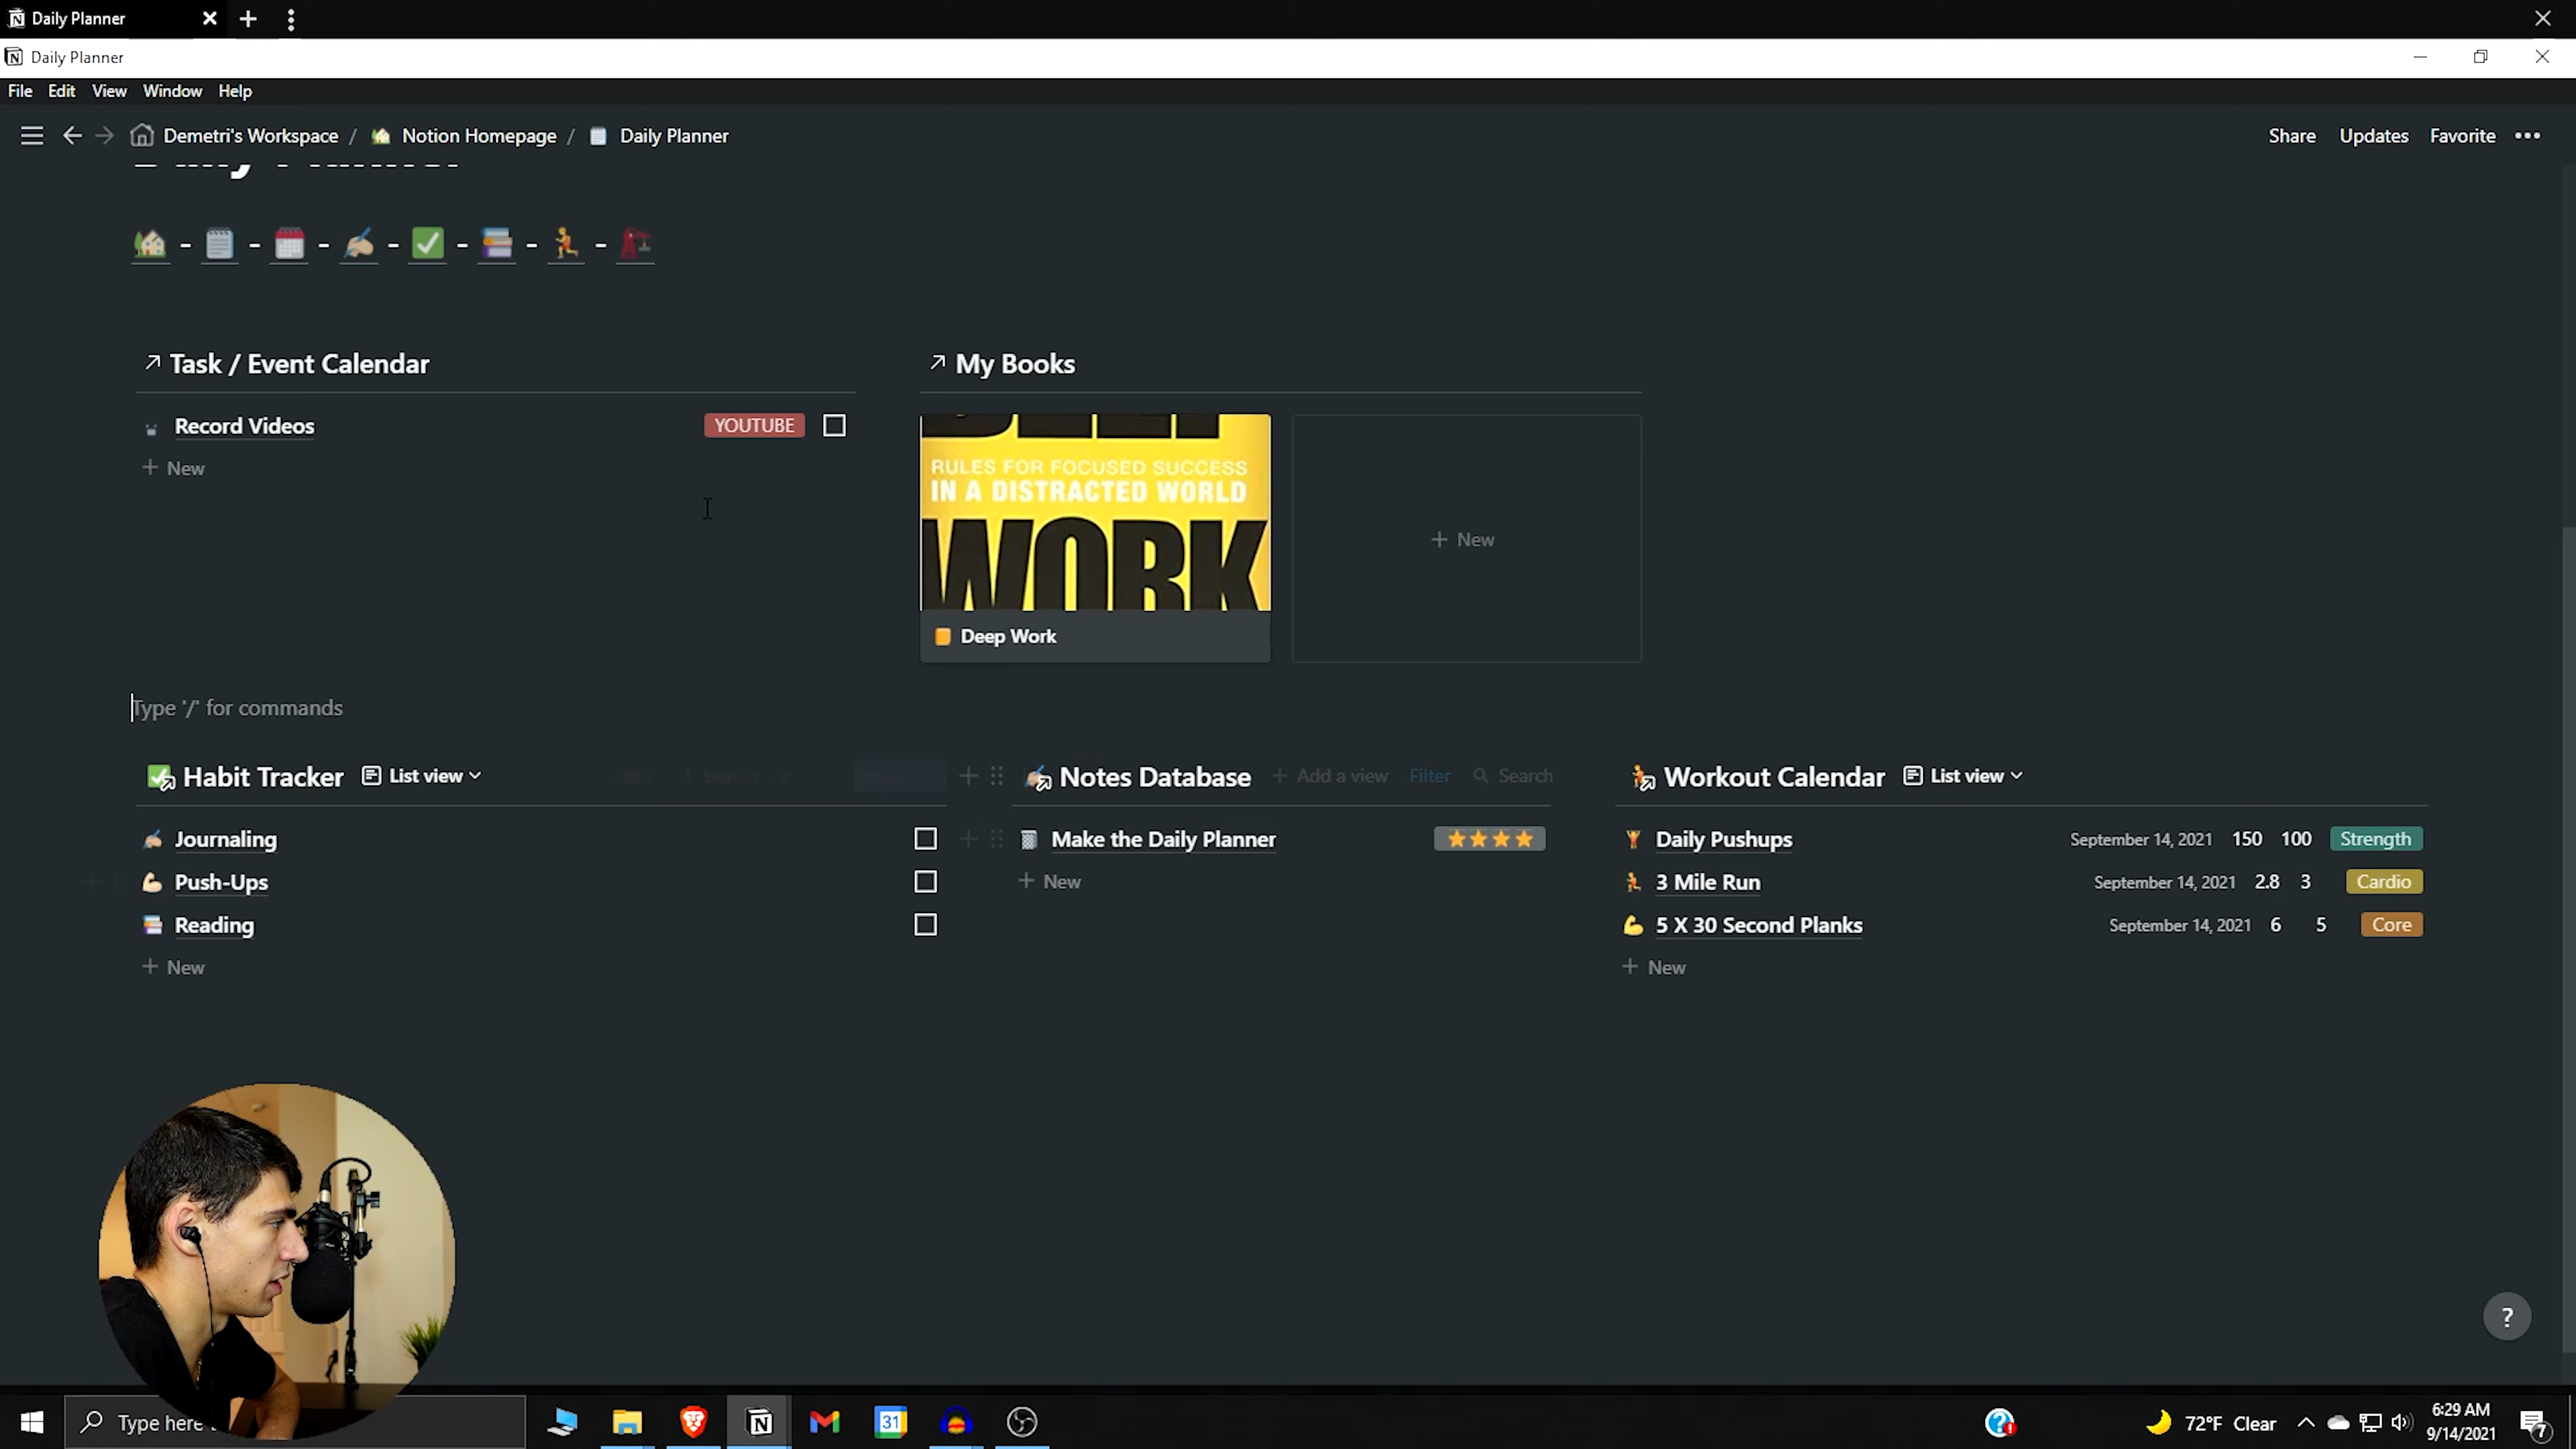 Daily Planner
Daily Planner
File Edit View Window Help
Demetri's Workspace / Notion Homepage / Daily Planner
Share Updates Favorite
- - - - - - -
Task / Event Calendar
Record Videos YOUTUBE
+ New
My Books
RULES FOR FOCUSED SUCCESS
IN A DISTRACTED WORLD
WORK
Deep Work
+ New
Type '/' for commands
Habit Tracker List view
Journaling
Push-Ups
Reading
+ New
Notes Database + Add a view Filter Search
Make the Daily Planner ⭐⭐⭐⭐
+ New
Workout Calendar List view
Daily Pushups September 14, 2021 150 100 Strength
3 Mile Run September 14, 2021 2.8 3 Cardio
5 X 30 Second Planks September 14, 2021 6 5 Core
+ New
?
Type here
31
72°F Clear
6:29 AM
9/14/2021
7